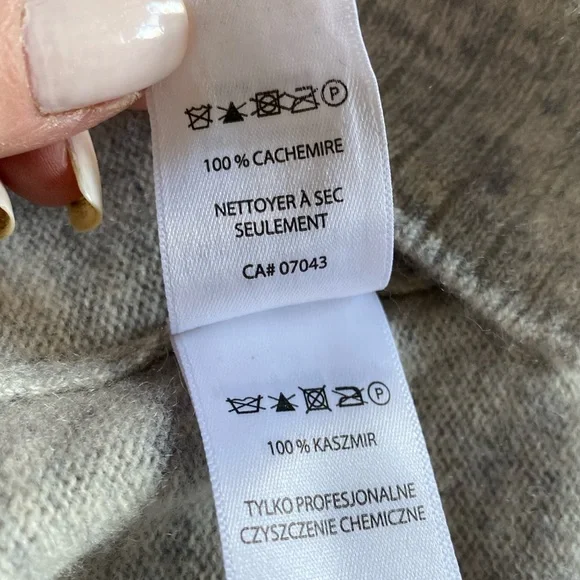 P
100 % CACHEMIRE
NETTOYER À SEC
SEULEMENT
CA# 07043
P
100 % KASZMIR
TYLKO PROFESJONALNE
CZYSZCZENIE CHEMICZNE